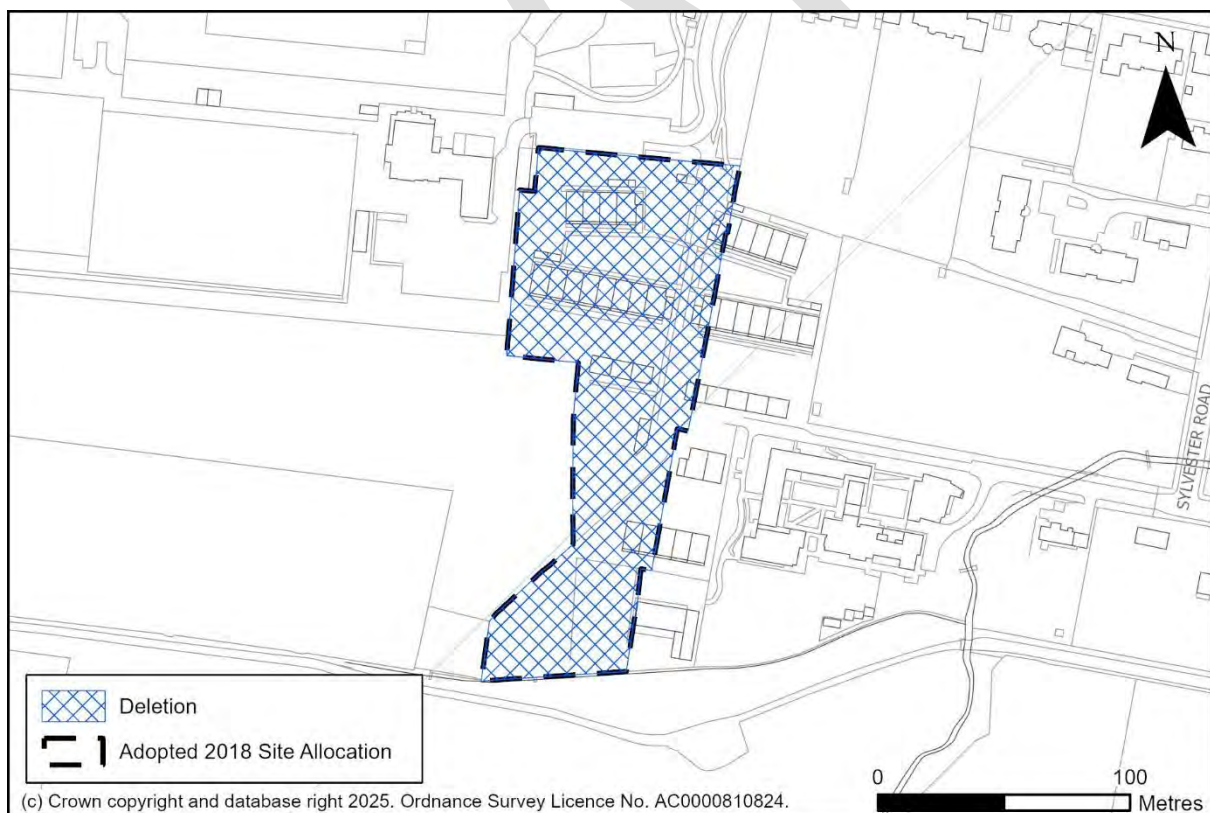 N
SYLVESTER ROAD
Deletion
Adopted 2018 Site Allocation
0 100
Metres
(c) Crown copyright and database right 2025. Ordnance Survey Licence No. AC0000810824.